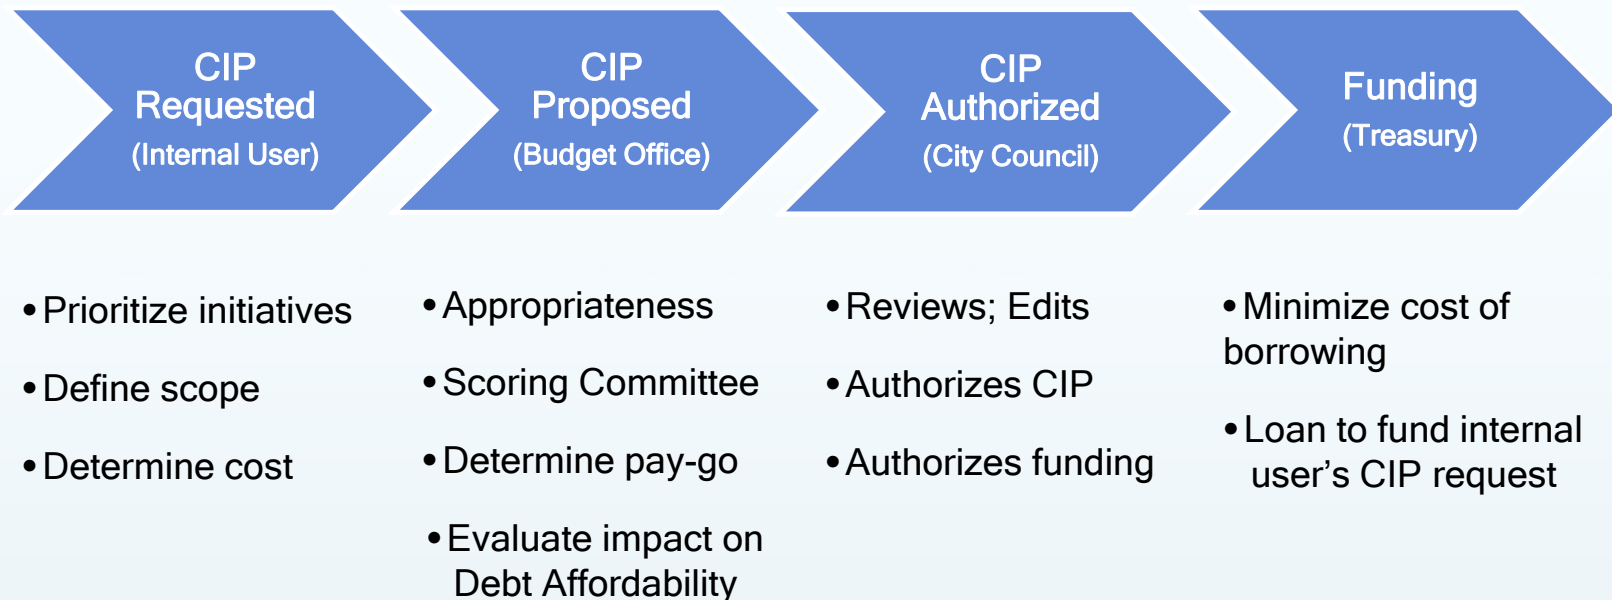 CIP
Requested
(Internal User)
CIP
Proposed
(Budget Office)
CIP
Authorized
(City Council)
Funding
(Treasury)
•Prioritize initiatives
•Define scope
•Determine cost
•Appropriateness
•Scoring Committee
•Determine pay-go
•Evaluate impact on
Debt Affordability
•Reviews; Edits
•Authorizes CIP
•Authorizes funding
•Minimize cost of
borrowing
•Loan to fund internal
user’s CIP request